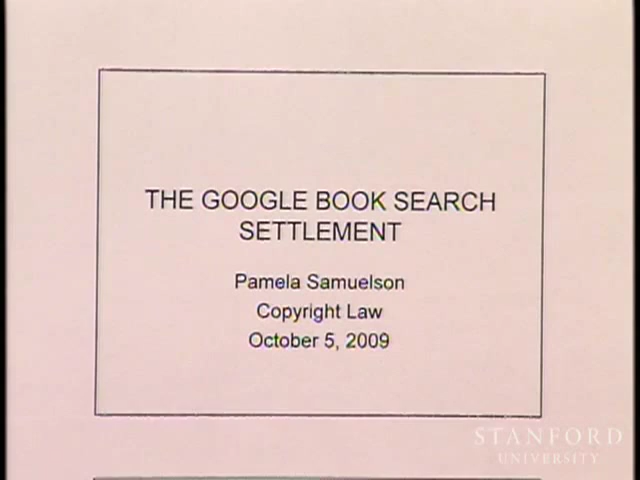 THE GOOGLE BOOK SEARCH
SETTLEMENT
Pamela Samuelson
Copyright Law
October 5, 2009
STANFORD
UNIVERSITY